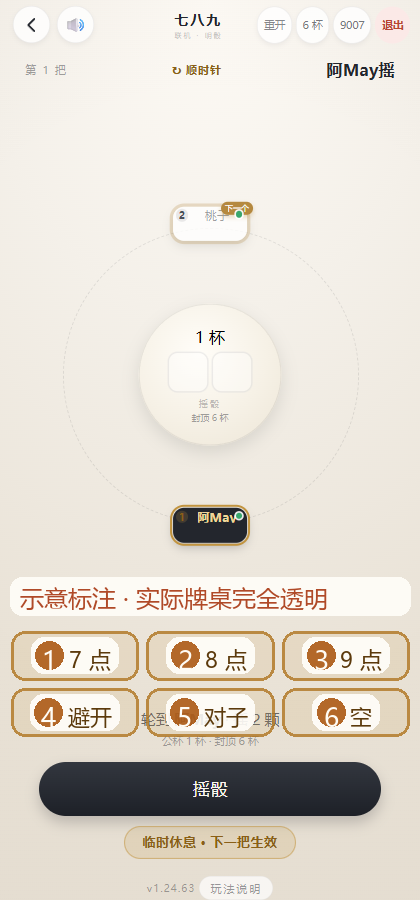 七八九
联机 · 明骰
重开
6 杯
9007
退出
第 1 把
↻ 顺时针
阿May摇
2
桃子
下一个
1 杯
摇骰
封顶 6 杯
1
阿May
示意标注 · 实际牌桌完全透明
1 7 点
2 8 点
3 9 点
4 避开
5 对子
6 空
轮到
2 颗
公杯 1 杯 · 封顶 6 杯
摇骰
临时休息 • 下一把生效
v1.24.63
玩法说明